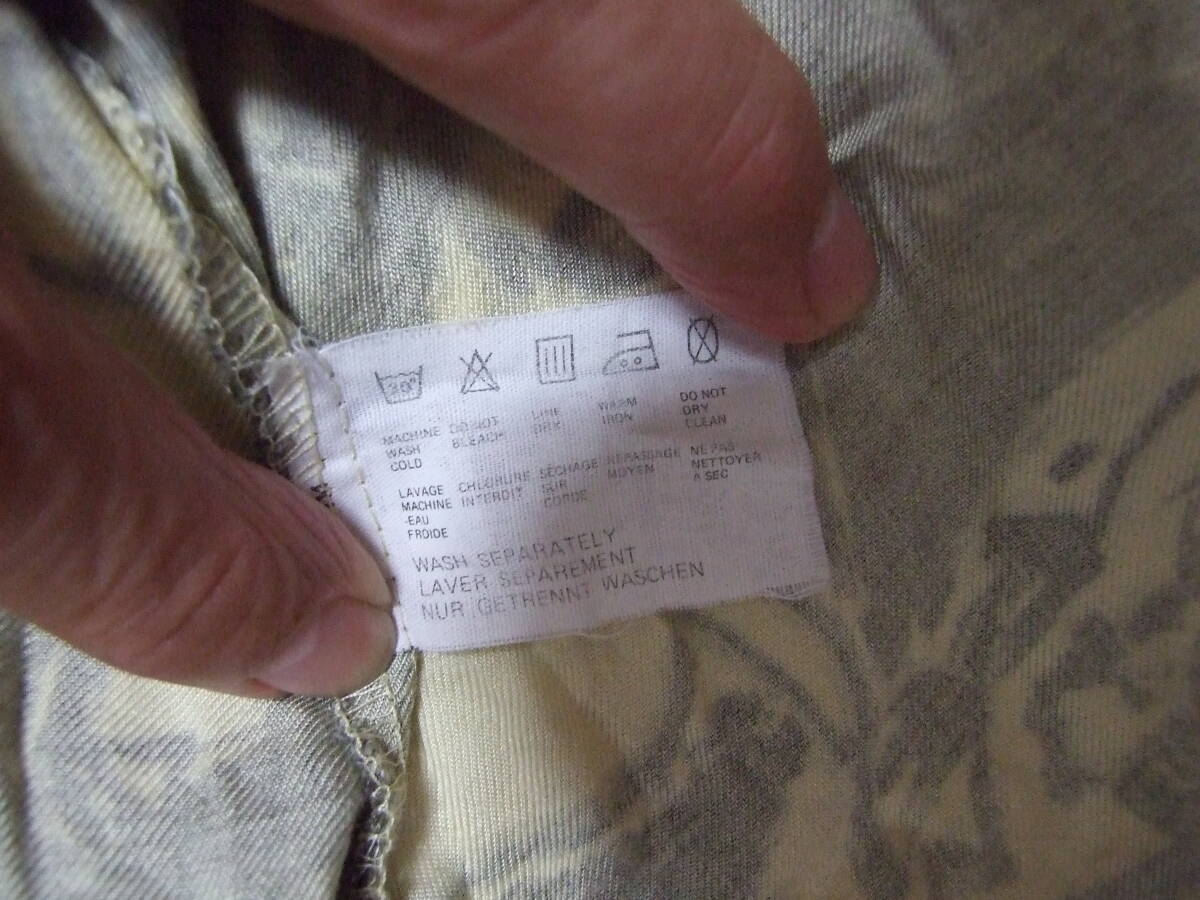 30°
MACHINE WASH COLD
DO NOT BLEACH
LINE DRY
WARM IRON
DO NOT DRY CLEAN
LAVAGE MACHINE -EAU FROIDE
CHLORURE INTERDIT
SECHAGE SUR CORDE
REPASSAGE MOYEN
NE PAS NETTOYER A SEC
WASH SEPARATELY
LAVER SEPAREMENT
NUR GETRENNT WASCHEN